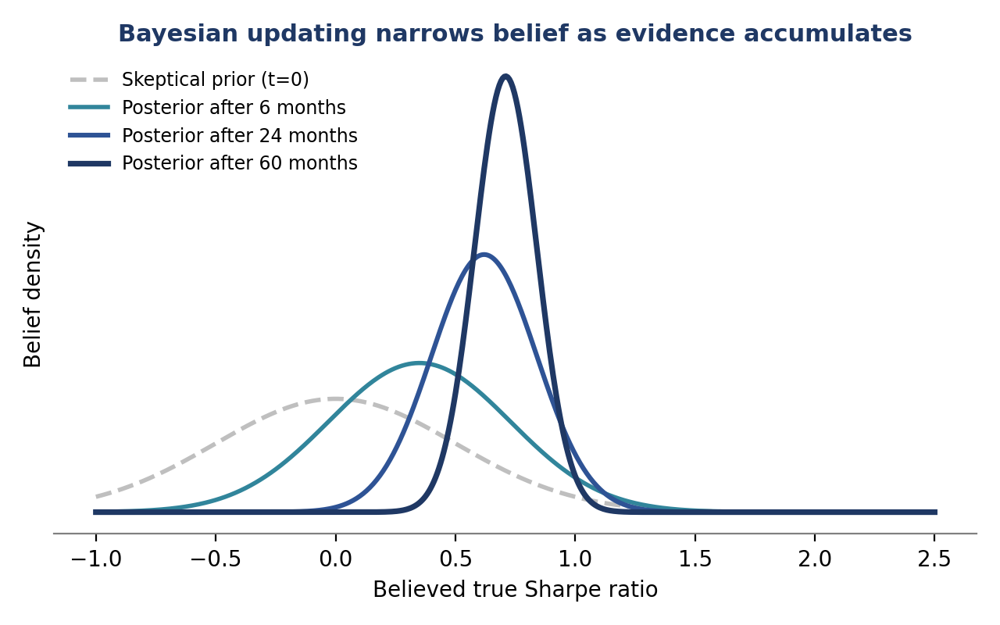 Bayesian updating narrows belief as evidence accumulates
Skeptical prior (t=0)
Posterior after 6 months
Posterior after 24 months
Posterior after 60 months
Belief density
−1.0 −0.5 0.0 0.5 1.0 1.5 2.0 2.5
Believed true Sharpe ratio